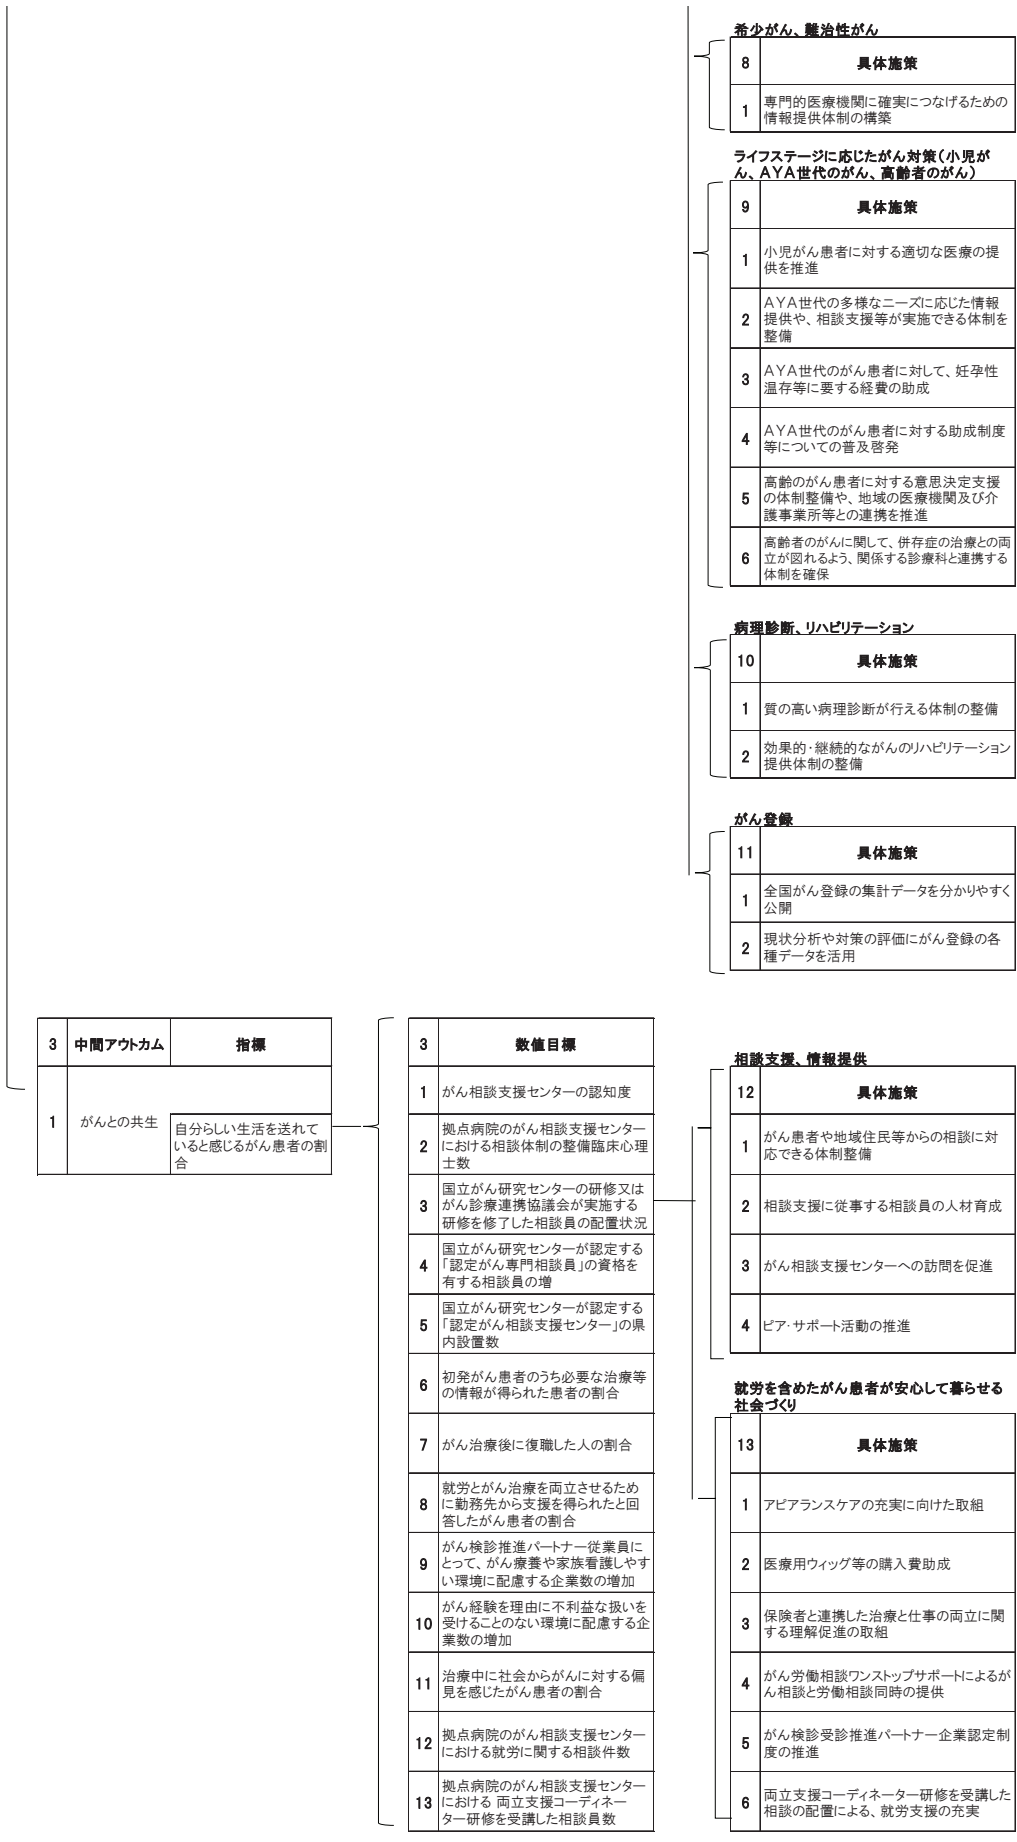 希少がん、難治性がん
8 具体施策
1 専門的医療機関に確実につなげるための
情報提供体制の構築
ライフステージに応じたがん対策(小児が
ん、AYA世代のがん、高齢者のがん)
9 具体施策
1 小児がん患者に対する適切な医療の提
供を推進
2 AYA世代の多様なニーズに応じた情報
提供や、相談支援等が実施できる体制を
整備
3 AYA世代のがん患者に対して、妊孕性
温存等に要する経費の助成
4 AYA世代のがん患者に対する助成制度
等についての普及啓発
5 高齢のがん患者に対する意思決定支援
の体制整備や、地域の医療機関及び介
護事業所等との連携を推進
6 高齢者のがんに関して、併存症の治療との両
立が図れるよう、関係する診療科と連携する
体制を確保
病理診断、リハビリテーション
10 具体施策
1 質の高い病理診断が行える体制の整備
2 効果的・継続的ながんのリハビリテーション
提供体制の整備
がん登録
11 具体施策
1 全国がん登録の集計データを分かりやすく
公開
2 現状分析や対策の評価にがん登録の各
種データを活用
3 中間アウトカム 指標
1 がんとの共生
自分らしい生活を送れて
いると感じるがん患者の割
合
3 数値目標
1 がん相談支援センターの認知度
2 拠点病院のがん相談支援センター
における相談体制の整備臨床心理
士数
3 国立がん研究センターの研修又は
がん診療連携協議会が実施する
研修を修了した相談員の配置状況
4 国立がん研究センターが認定する
「認定がん専門相談員」の資格を
有する相談員の増
5 国立がん研究センターが認定する
「認定がん相談支援センター」の県
内設置数
6 初発がん患者のうち必要な治療等
の情報が得られた患者の割合
7 がん治療後に復職した人の割合
8 就労とがん治療を両立させるため
に勤務先から支援を得られたと回
答したがん患者の割合
9 がん検診推進パートナー従業員に
とって、がん療養や家族看護しやす
い環境に配慮する企業数の増加
10 がん経験を理由に不利益な扱いを
受けることのない環境に配慮する企
業数の増加
11 治療中に社会からがんに対する偏
見を感じたがん患者の割合
12 拠点病院のがん相談支援センター
における就労に関する相談件数
13 拠点病院のがん相談支援センター
における 両立支援コーディネー
ター研修を受講した相談員数
相談支援、情報提供
12 具体施策
1 がん患者や地域住民等からの相談に対
応できる体制整備
2 相談支援に従事する相談員の人材育成
3 がん相談支援センターへの訪問を促進
4 ピア・サポート活動の推進
就労を含めたがん患者が安心して暮らせる
社会づくり
13 具体施策
1 アピアランスケアの充実に向けた取組
2 医療用ウィッグ等の購入費助成
3 保険者と連携した治療と仕事の両立に関
する理解促進の取組
4 がん労働相談ワンストップサポートによるが
ん相談と労働相談同時の提供
5 がん検診受診推進パートナー企業認定制
度の推進
6 両立支援コーディネーター研修を受講した
相談の配置による、就労支援の充実